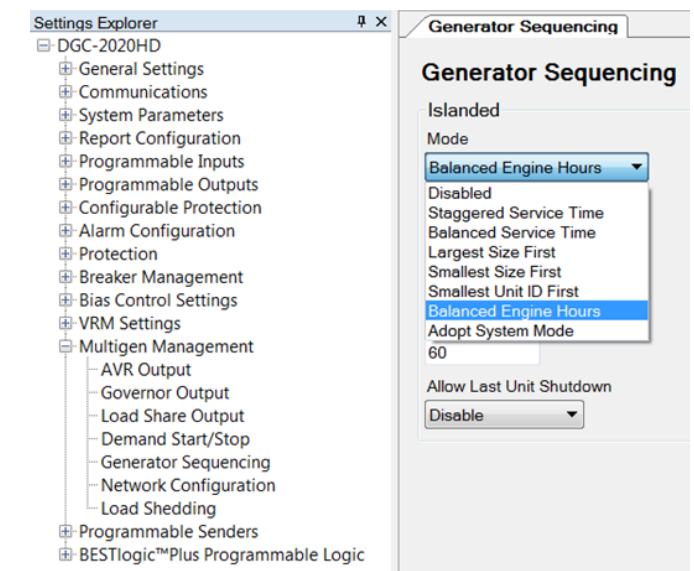 Settings Explorer
DGC-2020HD
General Settings
Communications
System Parameters
Report Configuration
Programmable Inputs
Programmable Outputs
Configurable Protection
Alarm Configuration
Protection
Breaker Management
Bias Control Settings
VRM Settings
Multigen Management
AVR Output
Governor Output
Load Share Output
Demand Start/Stop
Generator Sequencing
Network Configuration
Load Shedding
Programmable Senders
BESTlogic™Plus Programmable Logic
Generator Sequencing
Generator Sequencing
Islanded
Mode
Balanced Engine Hours
Disabled
Staggered Service Time
Balanced Service Time
Largest Size First
Smallest Size First
Smallest Unit ID First
Balanced Engine Hours
Adopt System Mode
60
Allow Last Unit Shutdown
Disable